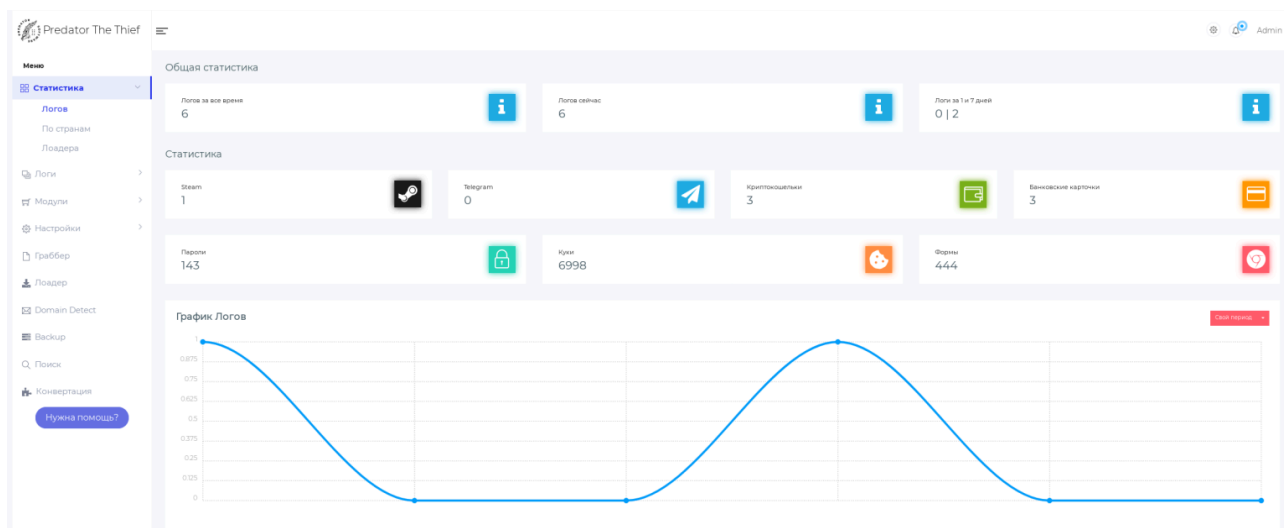 Predator The Thief
Admin
Меню
Статистика
Логов
По странам
Лоадера
Логи
Модули
Настройки
Граббер
Лоадер
Domain Detect
Backup
Поиск
Конвертация
Нужна помощь?
Общая статистика
Логов за все время
6
Логов сейчас
6
Логи за 1 и 7 дней
0 | 2
Статистика
Steam
1
Telegram
0
Криптокошельки
3
Банковские карточки
3
Пароли
143
Куки
6998
Формы
444
График Логов
Свой период
1
0.875
0.75
0.625
0.5
0.375
0.25
0.125
0